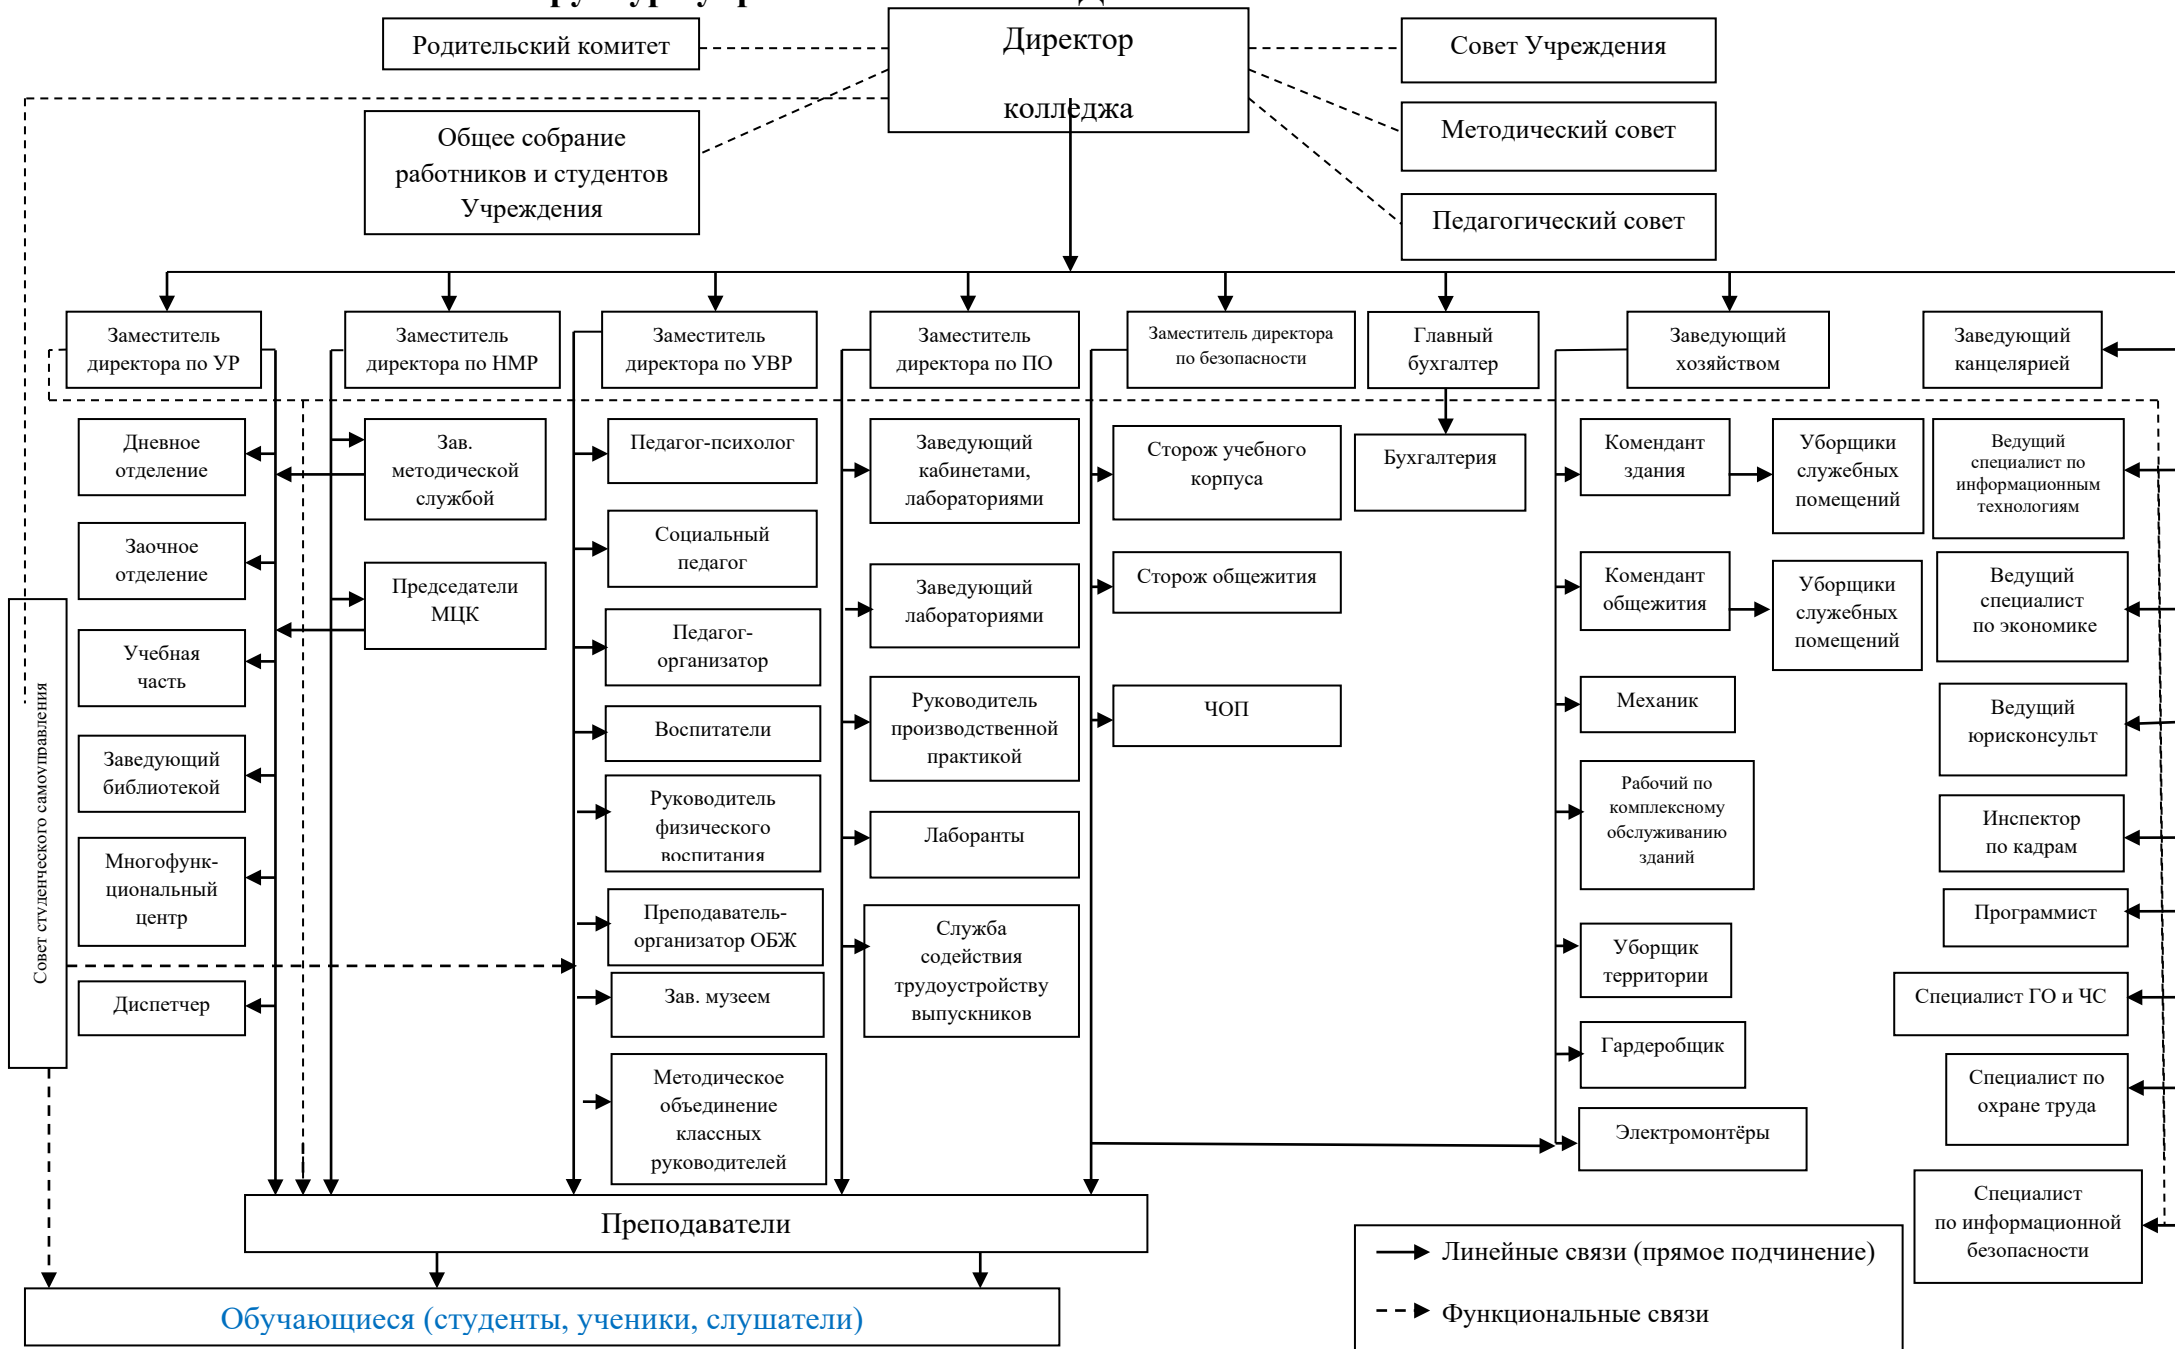 Родительский комитет
Директор
колледжа
Совет Учреждения
Методический совет
Педагогический совет
Общее собрание
работников и студентов
Учреждения
Заместитель
директора по УР
Заместитель
директора по НМР
Заместитель
директора по УВР
Заместитель
директора по ПО
Заместитель директора
по безопасности
Главный
бухгалтер
Заведующий
хозяйством
Заведующий
канцелярией
Дневное
отделение
Заочное
отделение
Учебная
часть
Заведующий
библиотекой
Многофунк-
циональный
центр
Диспетчер
Совет студенческого самоуправления
Зав.
методической
службой
Председатели
МЦК
Педагог-психолог
Социальный
педагог
Педагог-
организатор
Воспитатели
Руководитель
физического
воспитания
Преподаватель-
организатор ОБЖ
Зав. музеем
Методическое
объединение
классных
руководителей
Заведующий
кабинетами,
лабораториями
Заведующий
лабораториями
Руководитель
производственной
практикой
Лаборанты
Служба
содействия
трудоустройству
выпускников
Сторож учебного
корпуса
Сторож общежития
ЧОП
Бухгалтерия
Комендант
здания
Уборщики
служебных
помещений
Комендант
общежития
Уборщики
служебных
помещений
Механик
Рабочий по
комплексному
обслуживанию
зданий
Уборщик
территории
Гардеробщик
Электромонтёры
Ведущий
специалист по
информационным
технологиям
Ведущий
специалист
по экономике
Ведущий
юрисконсульт
Инспектор
по кадрам
Программист
Специалист ГО и ЧС
Специалист по
охране труда
Специалист
по информационной
безопасности
Преподаватели
Обучающиеся (студенты, ученики, слушатели)
Линейные связи (прямое подчинение)
Функциональные связи